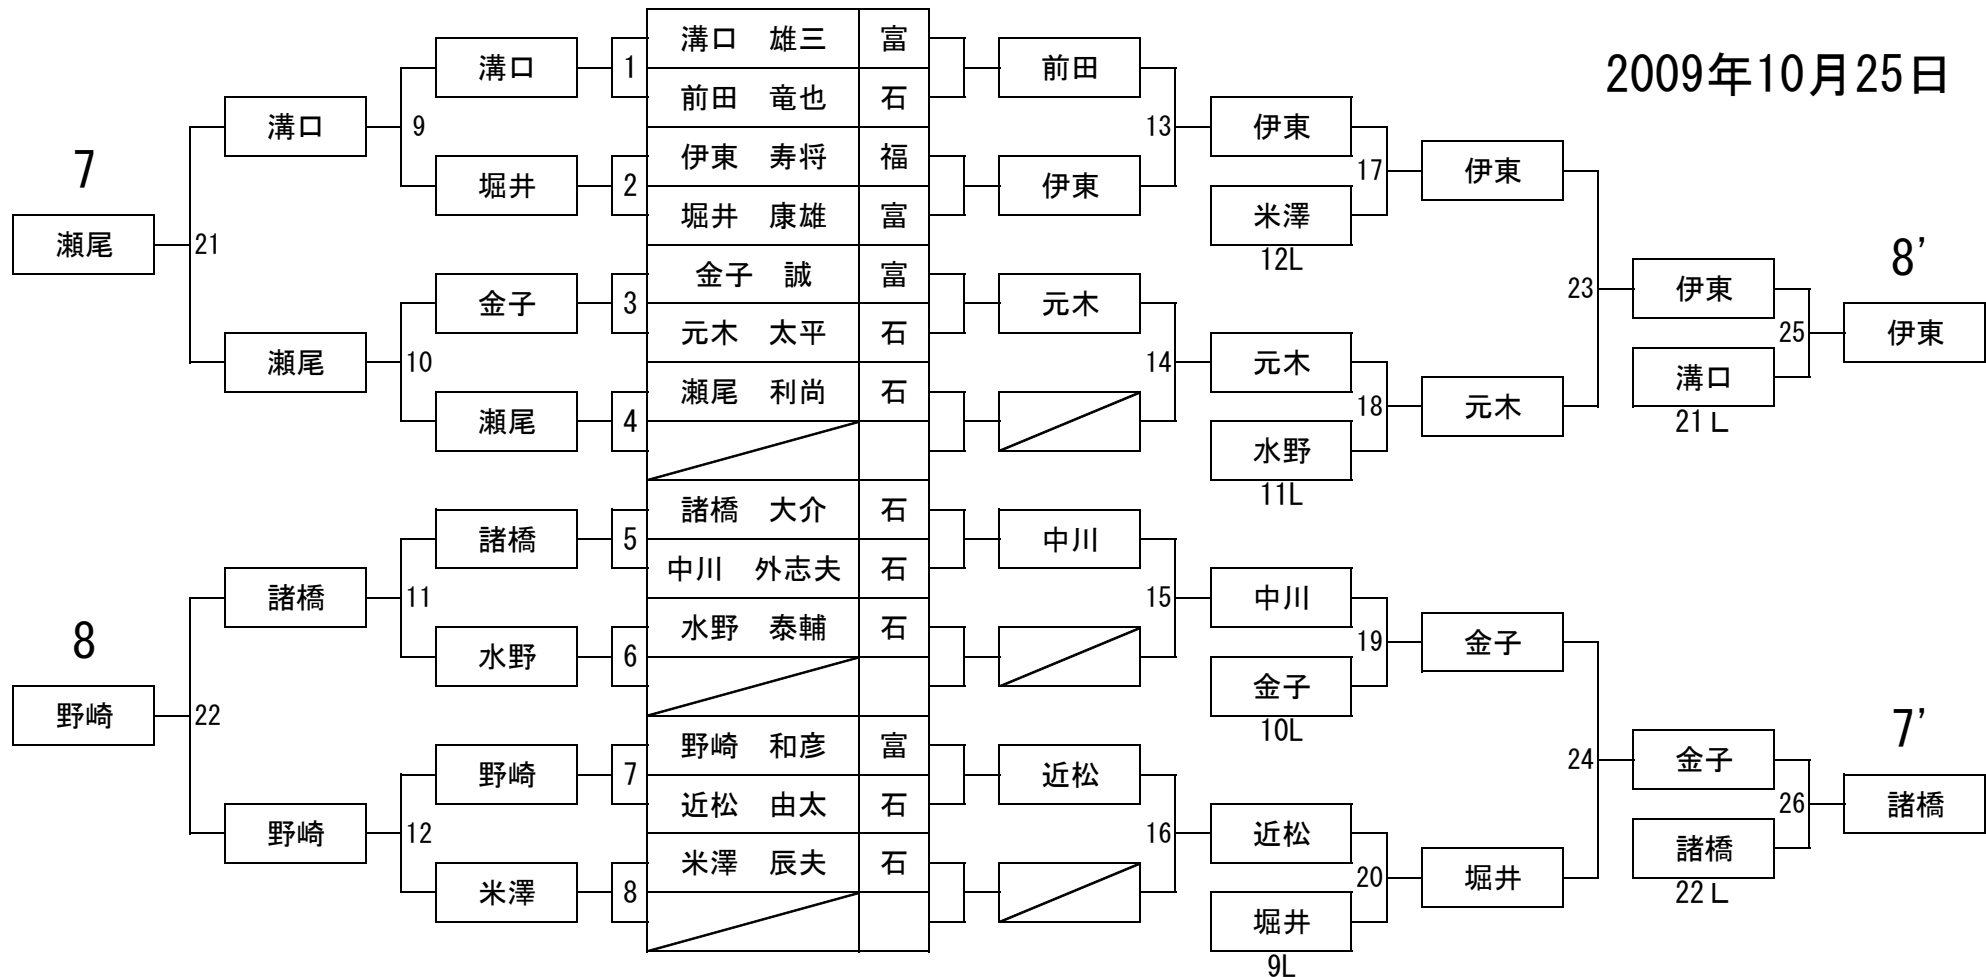 2009年10月25日
溝口 雄三 富
前田 竜也 石
伊東 寿将 福
堀井 康雄 富
金子 誠 富
元木 太平 石
瀬尾 利尚 石
諸橋 大介 石
中川 外志夫 石
水野 泰輔 石
野崎 和彦 富
近松 由太 石
米澤 辰夫 石
1
2
3
4
5
6
7
8
溝口
堀井
金子
瀬尾
諸橋
水野
野崎
米澤
9
10
11
12
溝口
瀬尾
諸橋
野崎
21
22
7
瀬尾
8
野崎
前田
伊東
元木
中川
近松
13
14
15
16
伊東
米澤
12L
元木
水野
11L
中川
金子
10L
近松
堀井
9L
17
18
19
20
伊東
元木
金子
堀井
23
24
伊東
溝口
21L
金子
諸橋
22L
25
26
8'
伊東
7'
諸橋